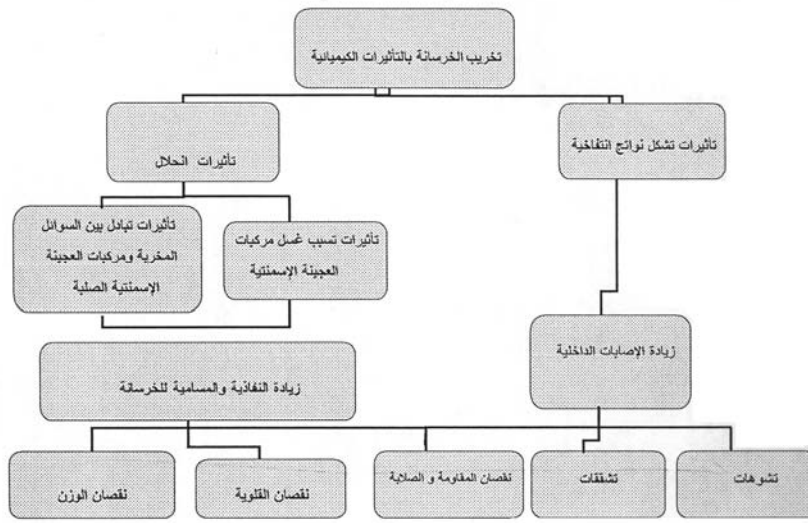 تخريب الخرسانة بالتأثيرات الكيميائية
تأثيرات تشكل نواتج انتفاخية
تأثيرات انحلال
تأثيرات تسبب غسل مركبات
العجينة الإسمنتية
تأثيرات تبادل بين السوائل
المخربة ومركبات العجينة
الإسمنتية الصلبة
زيادة الإصابات الداخلية
زيادة النفاذية والمسامية للخرسانة
تشوهات
تشققات
نقصان المقاومة و الصلابة
نقصان القلوية
نقصان الوزن